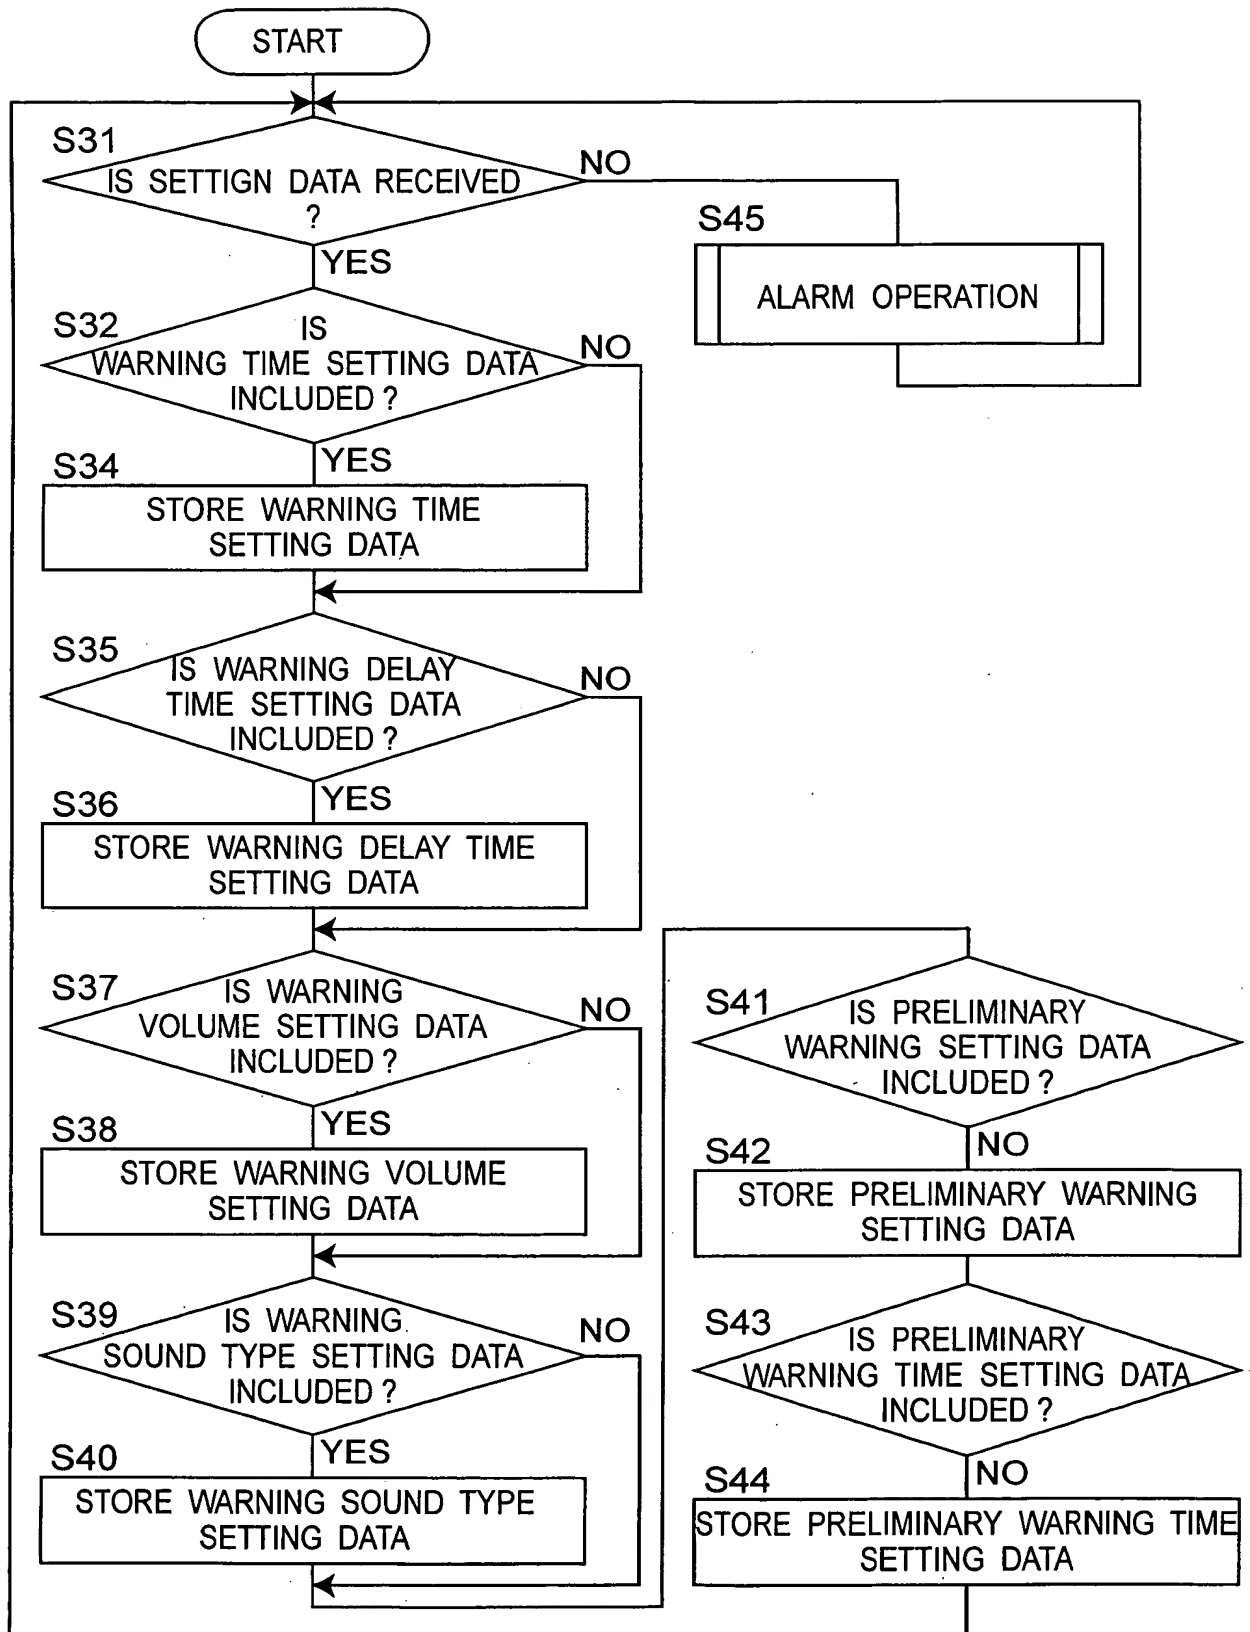 START
S31
IS SETTIGN DATA RECEIVED
?
NO
YES
S45
ALARM OPERATION
S32
IS
WARNING TIME SETTING DATA
INCLUDED ?
NO
YES
S34
STORE WARNING TIME
SETTING DATA
S35
IS WARNING DELAY
TIME SETTING DATA
INCLUDED ?
NO
YES
S36
STORE WARNING DELAY TIME
SETTING DATA
S37
IS WARNING
VOLUME SETTING DATA
INCLUDED ?
NO
YES
S38
STORE WARNING VOLUME
SETTING DATA
S39
IS WARNING
SOUND TYPE SETTING DATA
INCLUDED ?
NO
YES
S40
STORE WARNING SOUND TYPE
SETTING DATA
S41
IS PRELIMINARY
WARNING SETTING DATA
INCLUDED ?
NO
S42
STORE PRELIMINARY WARNING
SETTING DATA
S43
IS PRELIMINARY
WARNING TIME SETTING DATA
INCLUDED ?
NO
S44
STORE PRELIMINARY WARNING TIME
SETTING DATA